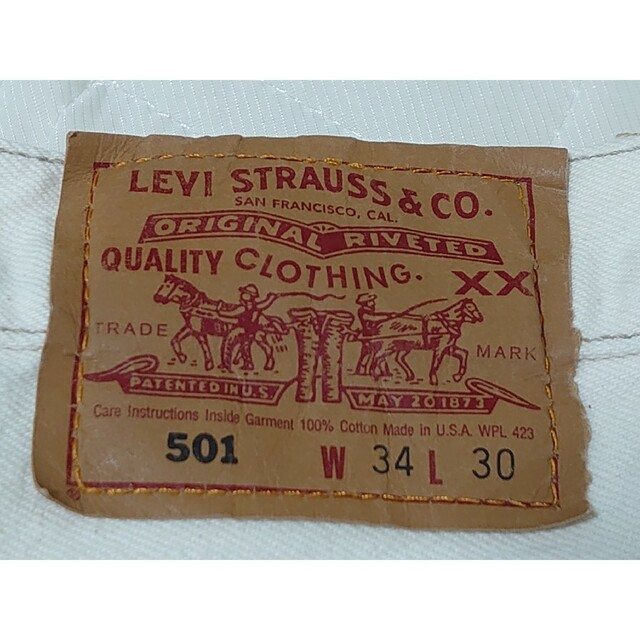 LEVI STRAUSS & CO.
SAN FRANCISCO, CAL.
ORIGINAL RIVETED
QUALITY CLOTHING. XX
TRADE MARK
PATENTED IN U.S. MAY 20 1873
Care Instructions Inside Garment 100% Cotton Made in U.S.A. WPL 423
501 W 34 L 30
®